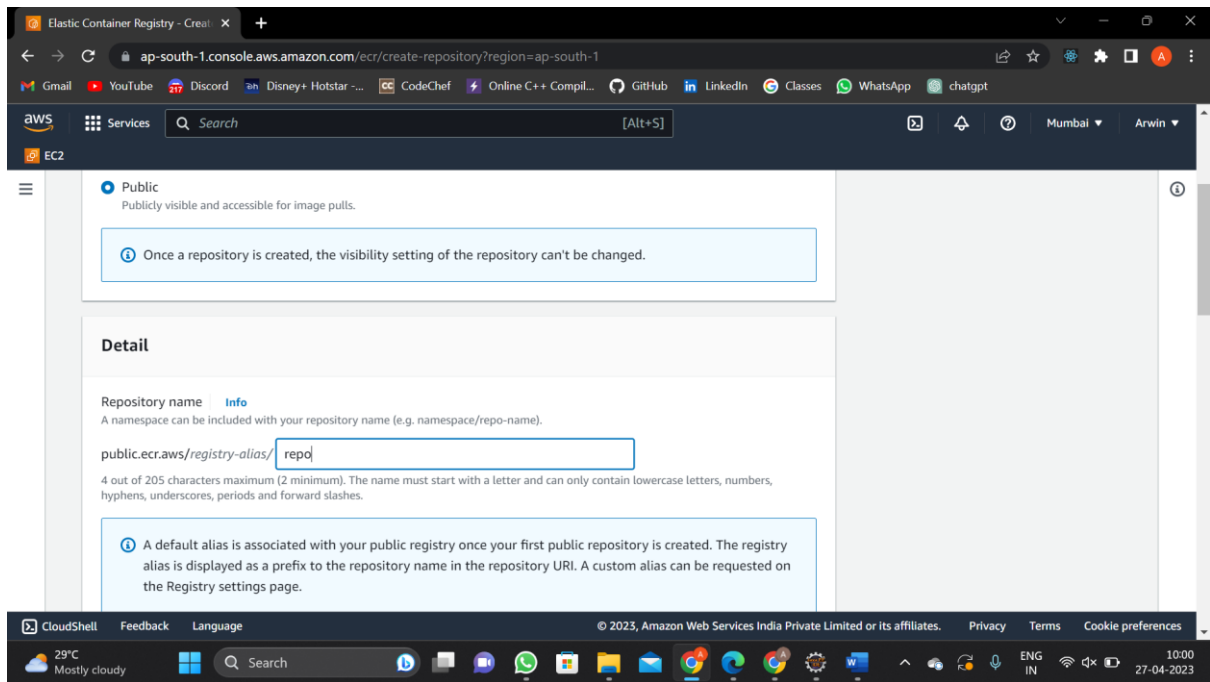 Elastic Container Registry - Creat
ap-south-1.console.aws.amazon.com/ecr/create-repository?region=ap-south-1
A
Gmail YouTube 217 Discord Disney+ Hotstar -... CC CodeChef Online C++ Compil... GitHub in LinkedIn Classes WhatsApp chatgpt
aws Services Search [Alt+S] Mumbai Arwin
EC2
Public
Publicly visible and accessible for image pulls.
Once a repository is created, the visibility setting of the repository can't be changed.
Detail
Repository name Info
A namespace can be included with your repository name (e.g. namespace/repo-name).
public.ecr.aws/registry-alias/ repo
4 out of 205 characters maximum (2 minimum). The name must start with a letter and can only contain lowercase letters, numbers,
hyphens, underscores, periods and forward slashes.
A default alias is associated with your public registry once your first public repository is created. The registry
alias is displayed as a prefix to the repository name in the repository URI. A custom alias can be requested on
the Registry settings page.
CloudShell Feedback Language © 2023, Amazon Web Services India Private Limited or its affiliates. Privacy Terms Cookie preferences
29°C
Mostly cloudy
Search
ENG
IN
10:00
27-04-2023